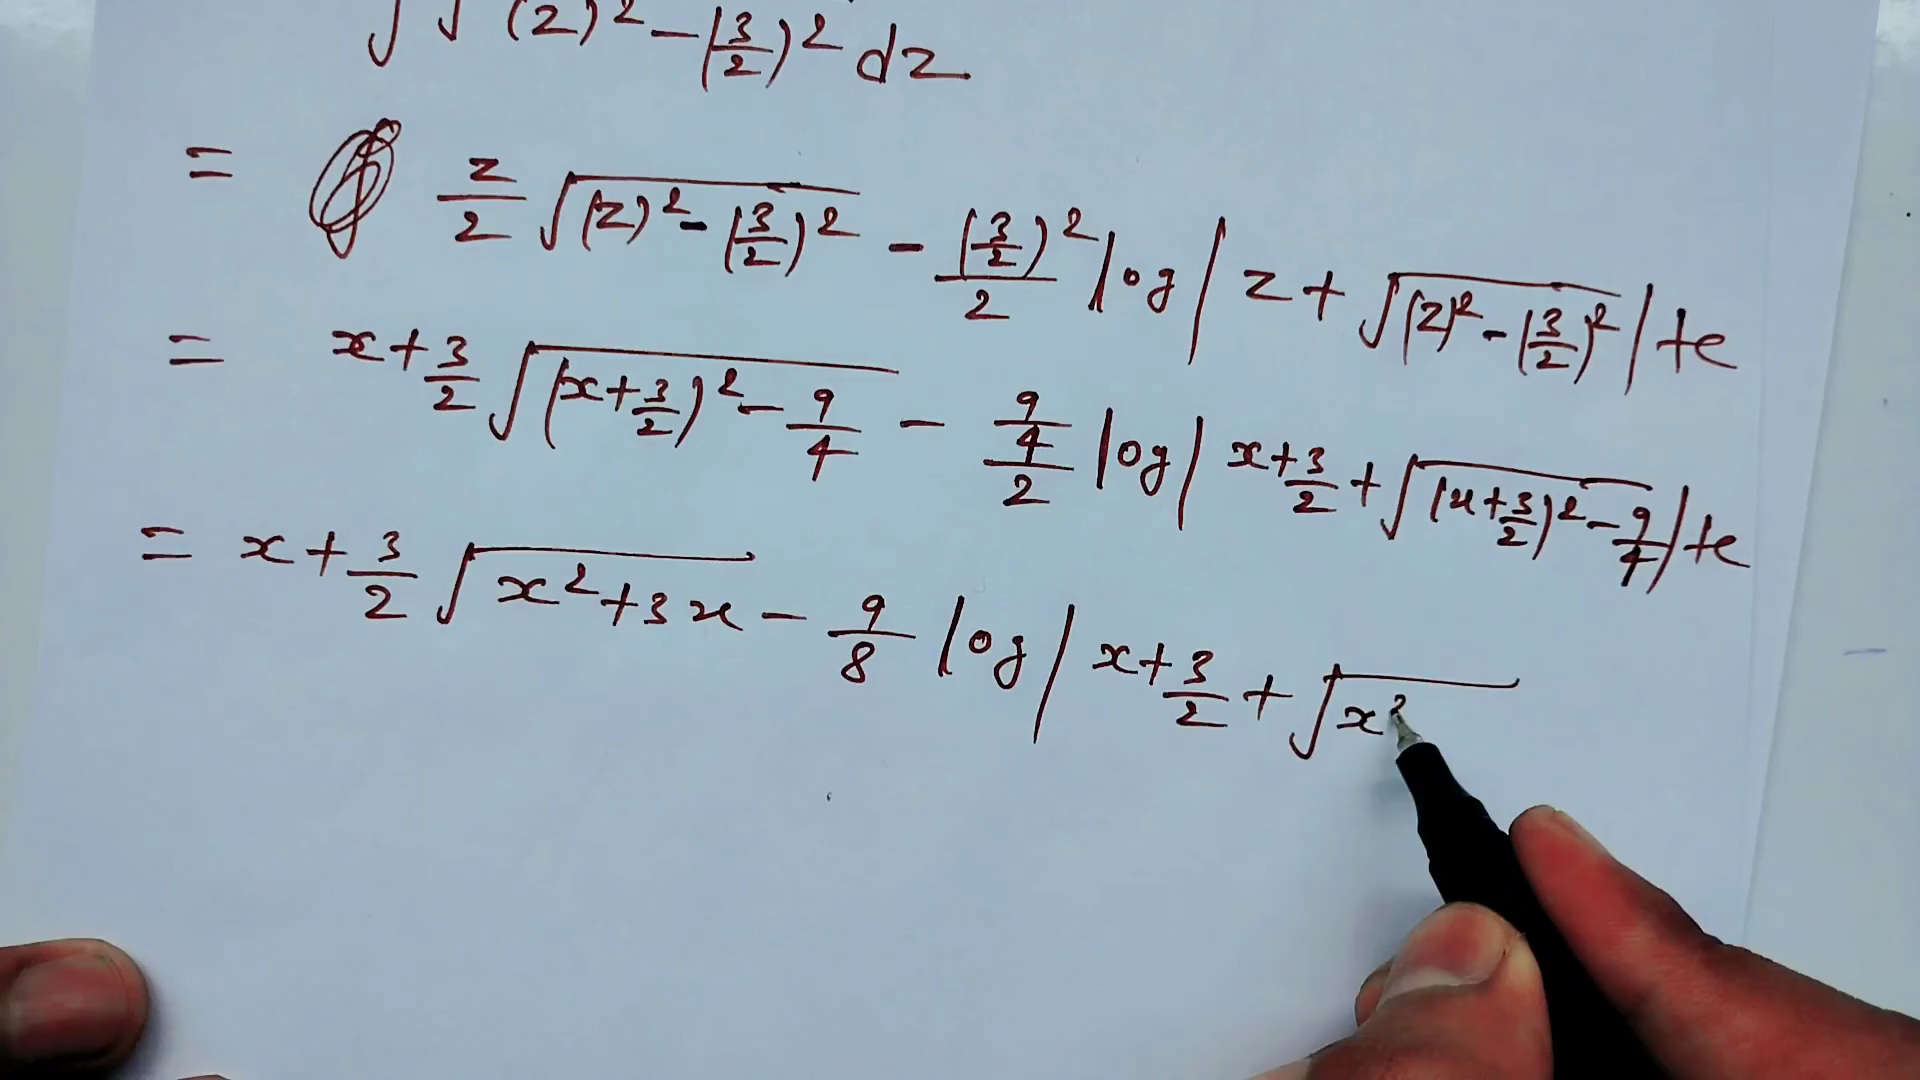 ∫√(z)² - (3/2)² dz
= z/2 √(z)² - (3/2)² - (3/2)²/2 log|z + √(z)² - (3/2)²| + c
= x + 3/2 √(x + 3/2)² - 9/4 - 9/4/2 log|x + 3/2 + √(x + 3/2)² - 9/4| + c
= x + 3/2 √x² + 3x - 9/8 log|x + 3/2 + √x²